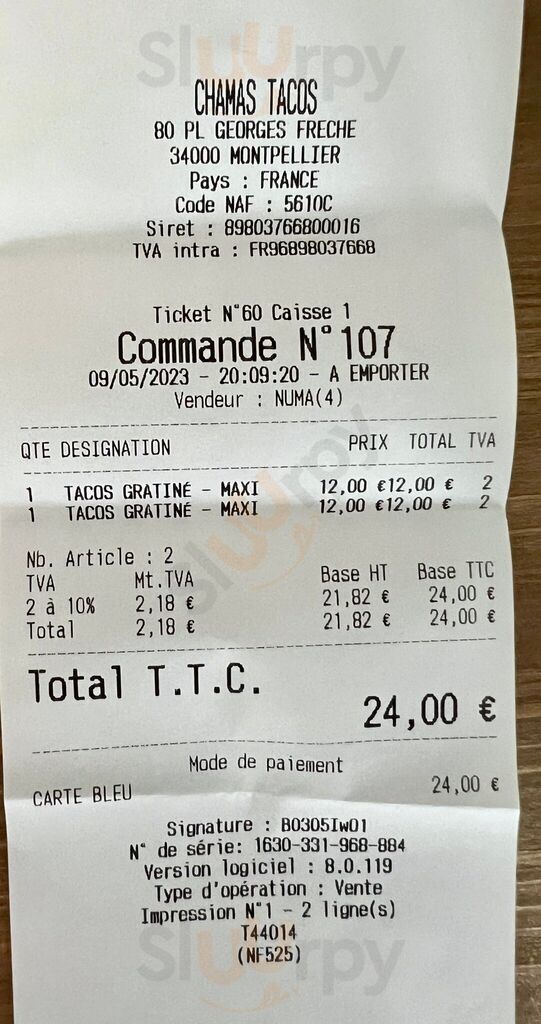 Sluurpy
CHAMAS TACOS
80 PL GEORGES FRECHE
34000 MONTPELLIER
Pays : FRANCE
Code NAF : 5610C
Siret : 89803766800016
TVA intra : FR96898037668
Ticket N°60 Caisse 1
Commande N°107
09/05/2023 - 20:09:20 - A EMPORTER
Vendeur : NUMA(4)
QTE DESIGNATION PRIX TOTAL TVA
1 TACOS GRATINÉ - MAXI 12,00 €12,00 € 2
1 TACOS GRATINÉ - MAXI 12,00 €12,00 € 2
Sluurpy
Nb. Article : 2
TVA Mt.TVA Base HT Base TTC
2 à 10% 2,18 € 21,82 € 24,00 €
Total 2,18 € 21,82 € 24,00 €
Total T.T.C.
24,00 €
Mode de paiement
CARTE BLEU 24,00 €
Signature : B0305IwO1
N° de série: 1630-331-968-884
Version logiciel : 8.0.119
Type d'opération : Vente
Impression N°1 - 2 ligne(s)
T44014
(NF525)
Sluurpy